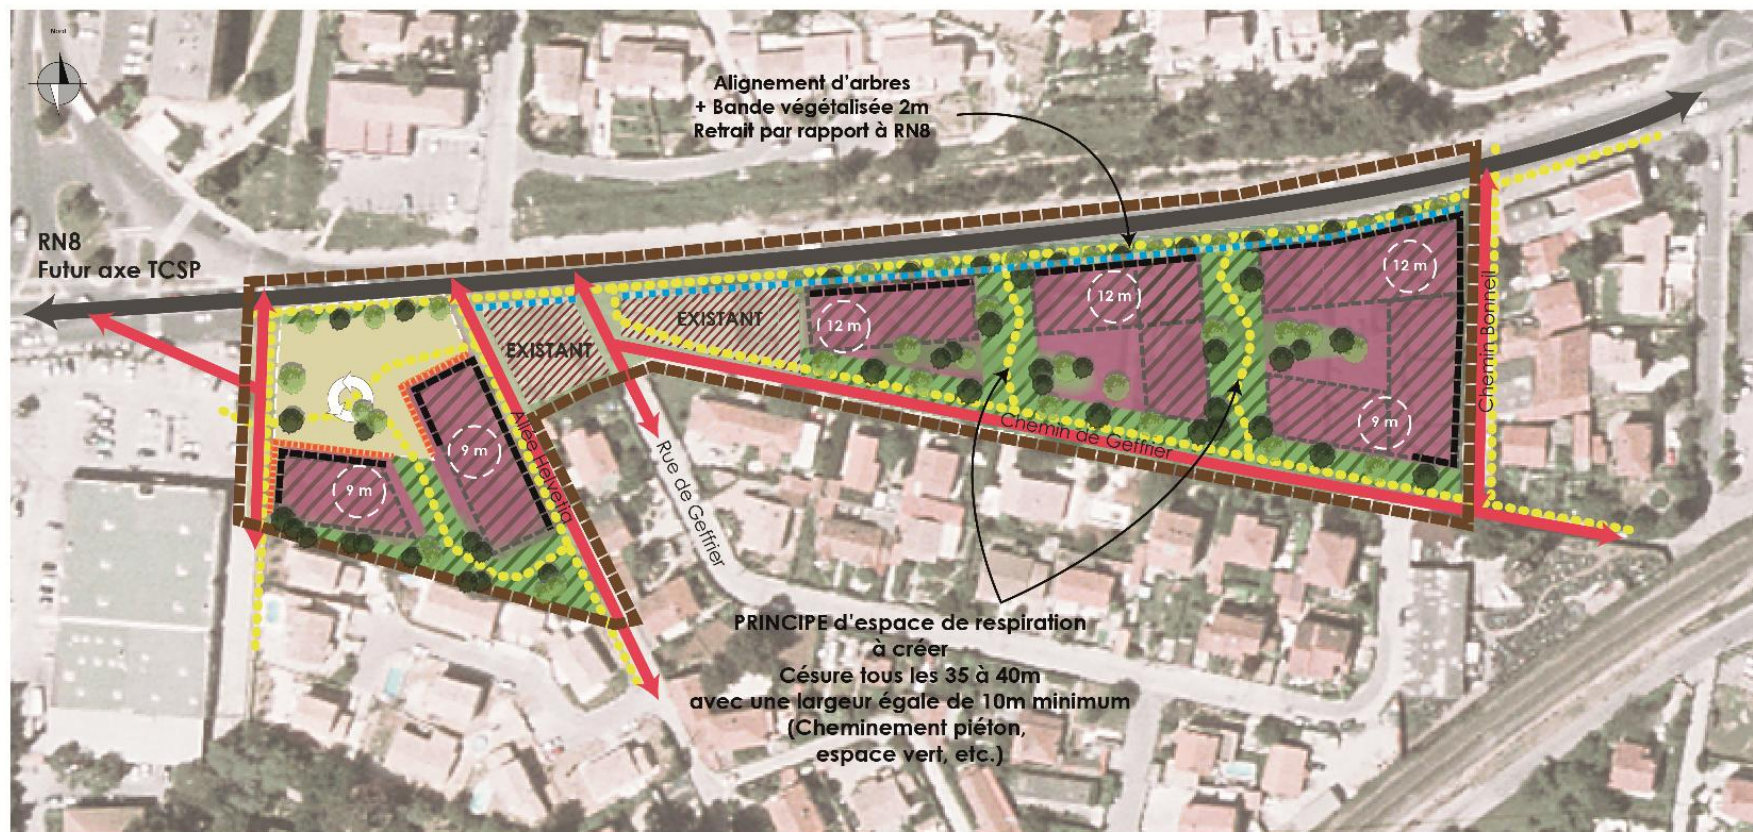 Nord
Alignement d'arbres
+ Bande végétalisée 2m
Retrait par rapport à RN8
RN8
Futur axe TCSP
12 m
12 m
12 m
EXISTANT
EXISTANT
Chemin Bonneil
9 m
9 m
9 m
Allée Helvetia
Chemin de Geffrier
Rue de Geffrier
PRINCIPE d'espace de respiration
à créer
Césure tous les 35 à 40m
avec une largeur égale de 10m minimum
(Cheminement piéton,
espace vert, etc.)